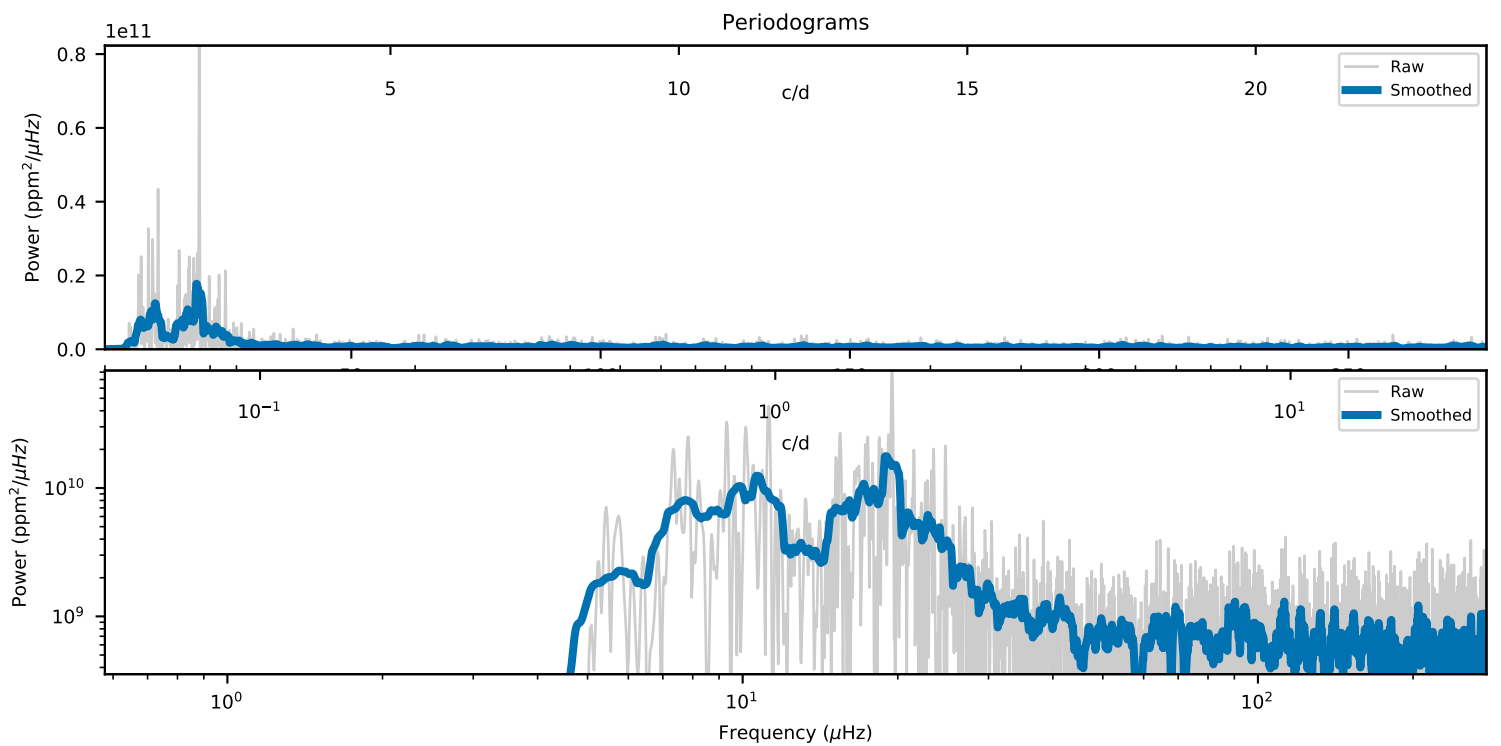 Periodograms
1e11
0.8
0.6
0.4
0.2
0.0
Power (ppm²/μHz)
5
10
15
20
c/d
Raw
Smoothed
10⁻¹
10⁰
10¹
c/d
Raw
Smoothed
10¹⁰
10⁹
Power (ppm²/μHz)
10⁰
10¹
10²
Frequency (μHz)